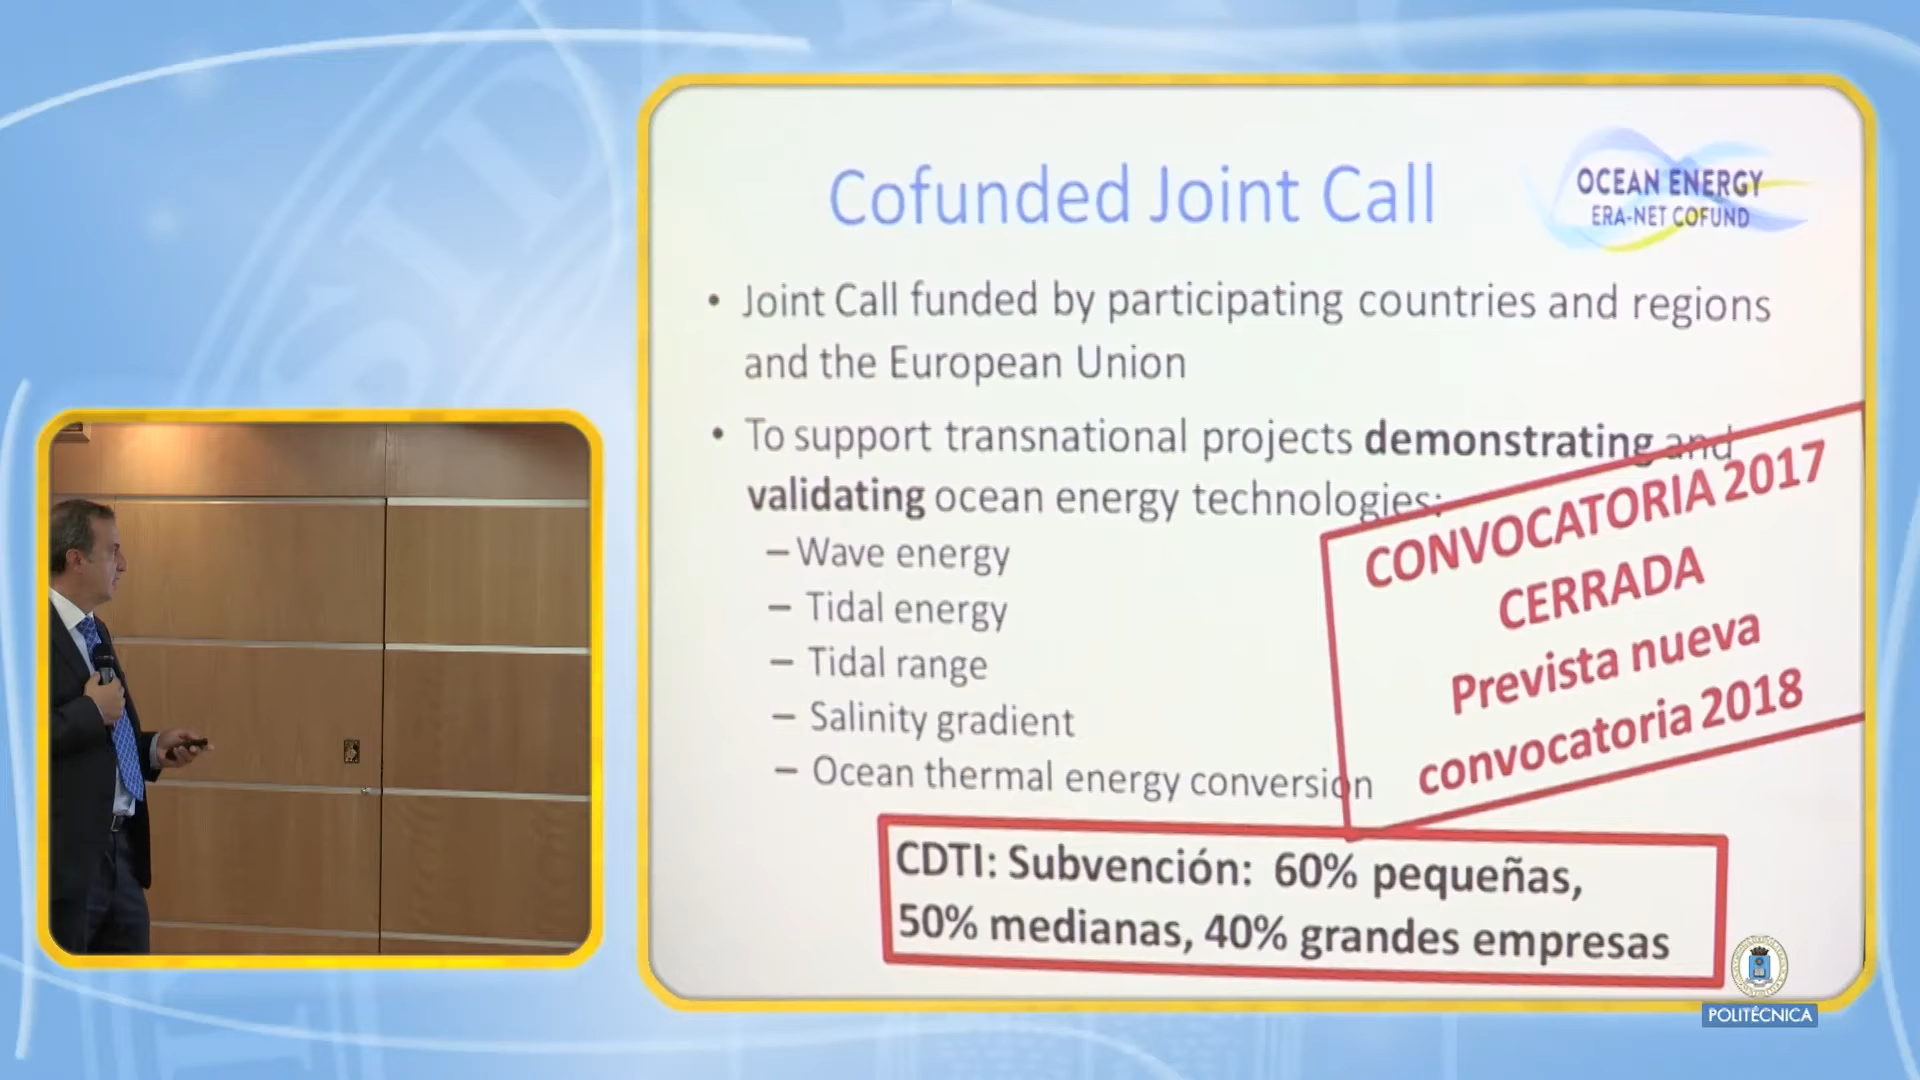 Cofunded Joint Call
OCEAN ENERGY
ERA-NET COFUND
• Joint Call funded by participating countries and regions
and the European Union
• To support transnational projects demonstrating and
validating ocean energy technologies:
– Wave energy
– Tidal energy
– Tidal range
– Salinity gradient
– Ocean thermal energy conversion
CONVOCATORIA 2017
CERRADA
Prevista nueva
convocatoria 2018
CDTI: Subvención: 60% pequeñas,
50% medianas, 40% grandes empresas
POLITÉCNICA